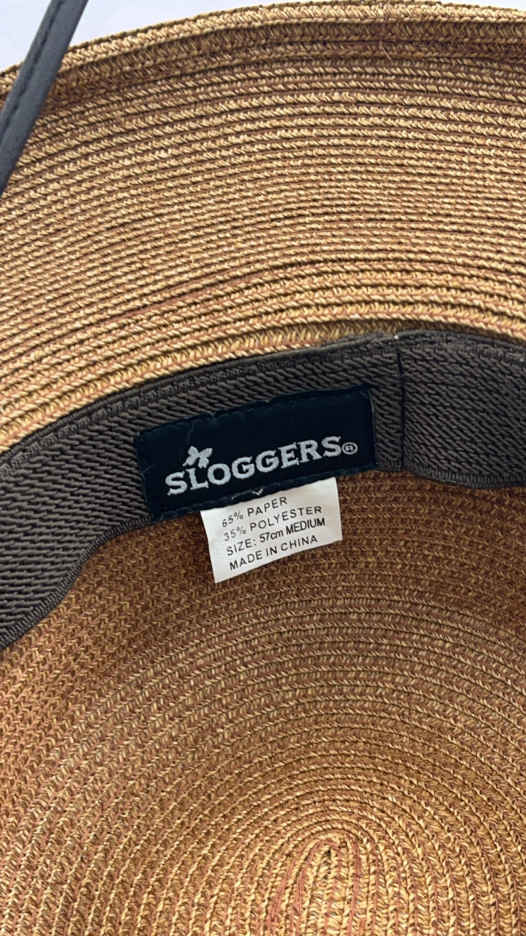 SLOGGERS®
65% PAPER
35% POLYESTER
SIZE: 57cm MEDIUM
MADE IN CHINA